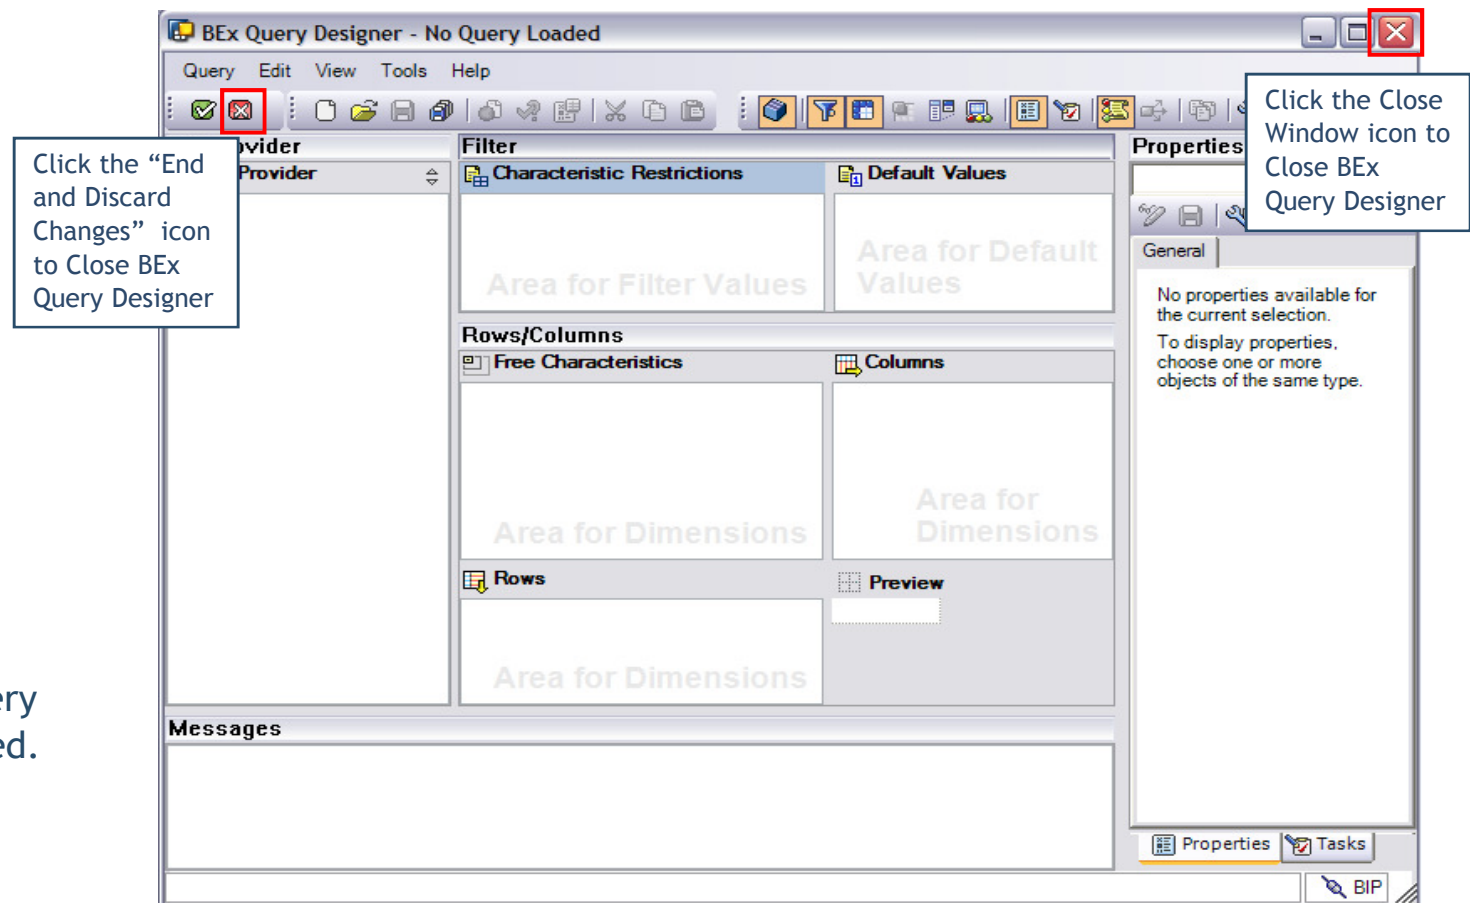 BEx Query Designer - No Query Loaded
Query Edit View Tools Help
Click the Close
Window icon to
Close BEx
Query Designer
Click the “End
and Discard
Changes” icon
to Close BEx
Query Designer
Provider
Filter
Characteristic Restrictions
Default Values
Area for Filter Values
Area for Default
Values
Rows/Columns
Free Characteristics
Columns
Area for Dimensions
Area for
Dimensions
Rows
Preview
Area for Dimensions
Properties
General
No properties available for
the current selection.
To display properties,
choose one or more
objects of the same type.
Messages
Properties
Tasks
BIP